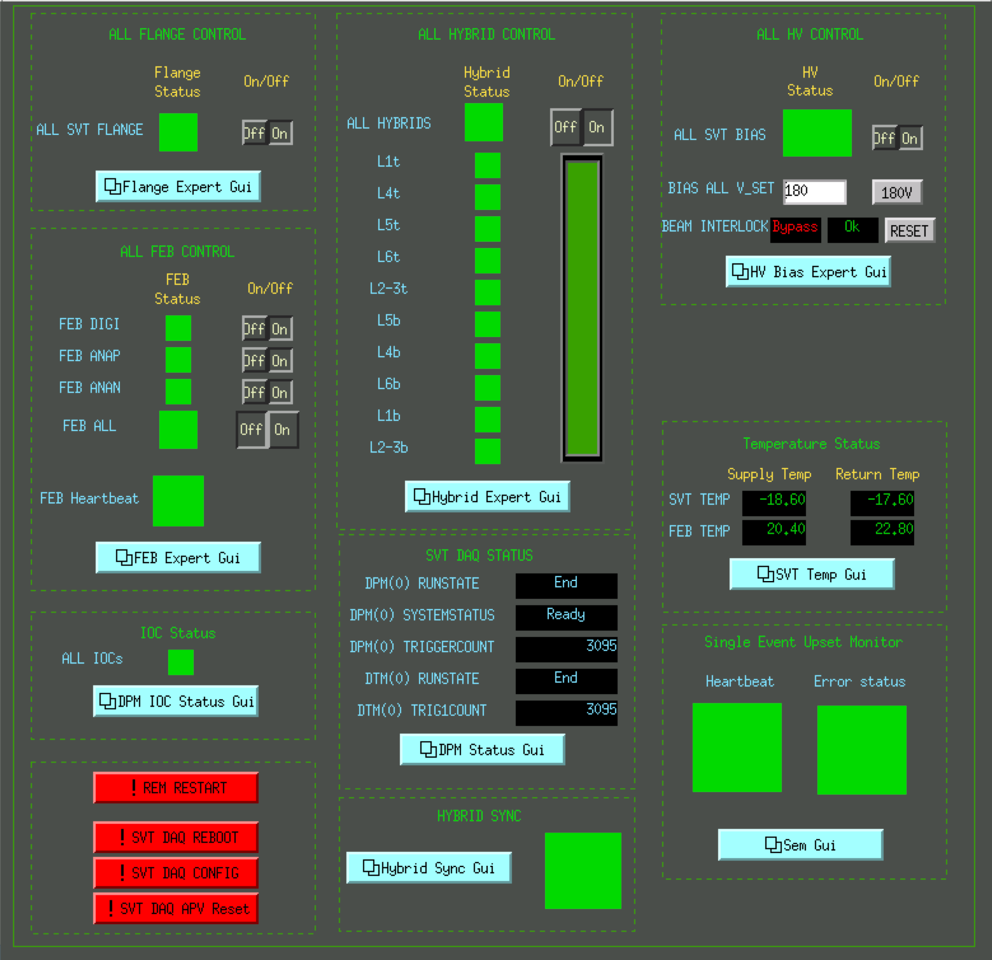 ALL FLANGE CONTROL
Flange
Status
On/Off
ALL SVT FLANGE
Off On
Flange Expert Gui
ALL FEB CONTROL
FEB
Status
On/Off
FEB DIGI
Off On
FEB ANAP
Off On
FEB ANAN
Off On
FEB ALL
Off On
FEB Heartbeat
FEB Expert Gui
IOC Status
ALL IOCs
DPM IOC Status Gui
! REM RESTART
! SVT DAQ REBOOT
! SVT DAQ CONFIG
! SVT DAQ APV Reset
ALL HYBRID CONTROL
Hybrid
Status
On/Off
ALL HYBRIDS
Off On
L1t
L4t
L5t
L6t
L2-3t
L5b
L4b
L6b
L1b
L2-3b
Hybrid Expert Gui
SVT DAQ STATUS
DPM(0) RUNSTATE End
DPM(0) SYSTEMSTATUS Ready
DPM(0) TRIGGERCOUNT 3095
DTM(0) RUNSTATE End
DTM(0) TRIG1COUNT 3095
DPM Status Gui
HYBRID SYNC
Hybrid Sync Gui
ALL HV CONTROL
HV
Status
On/Off
ALL SVT BIAS
Off On
BIAS ALL V_SET 180 180V
BEAM INTERLOCK Bypass Ok RESET
HV Bias Expert Gui
Temperature Status
Supply Temp Return Temp
SVT TEMP -18.60 -17.60
FEB TEMP 20.40 22.80
SVT Temp Gui
Single Event Upset Monitor
Heartbeat Error status
Sem Gui